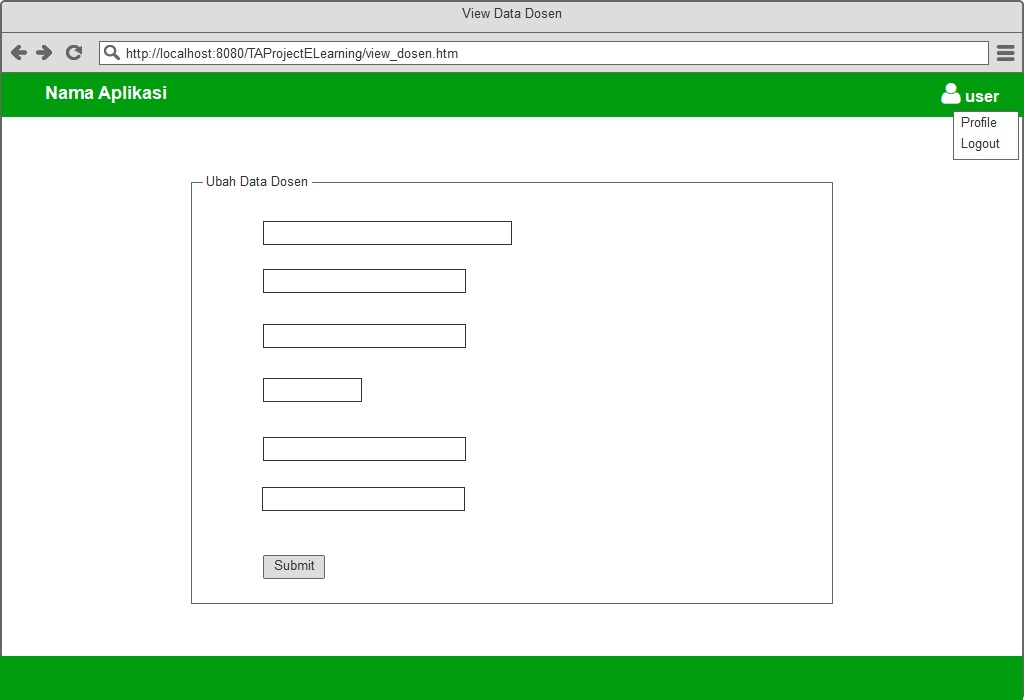 View Data Dosen
http://localhost:8080/TAProjectELearning/view_dosen.htm
Nama Aplikasi
user
Profile
Logout
Ubah Data Dosen
Submit